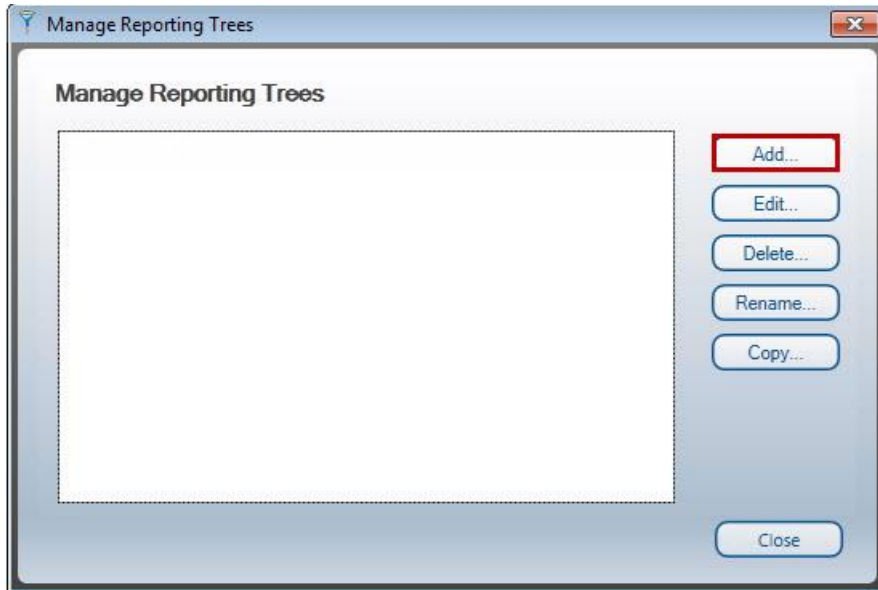 Manage Reporting Trees
Manage Reporting Trees
Add...
Edit...
Delete...
Rename...
Copy...
Close